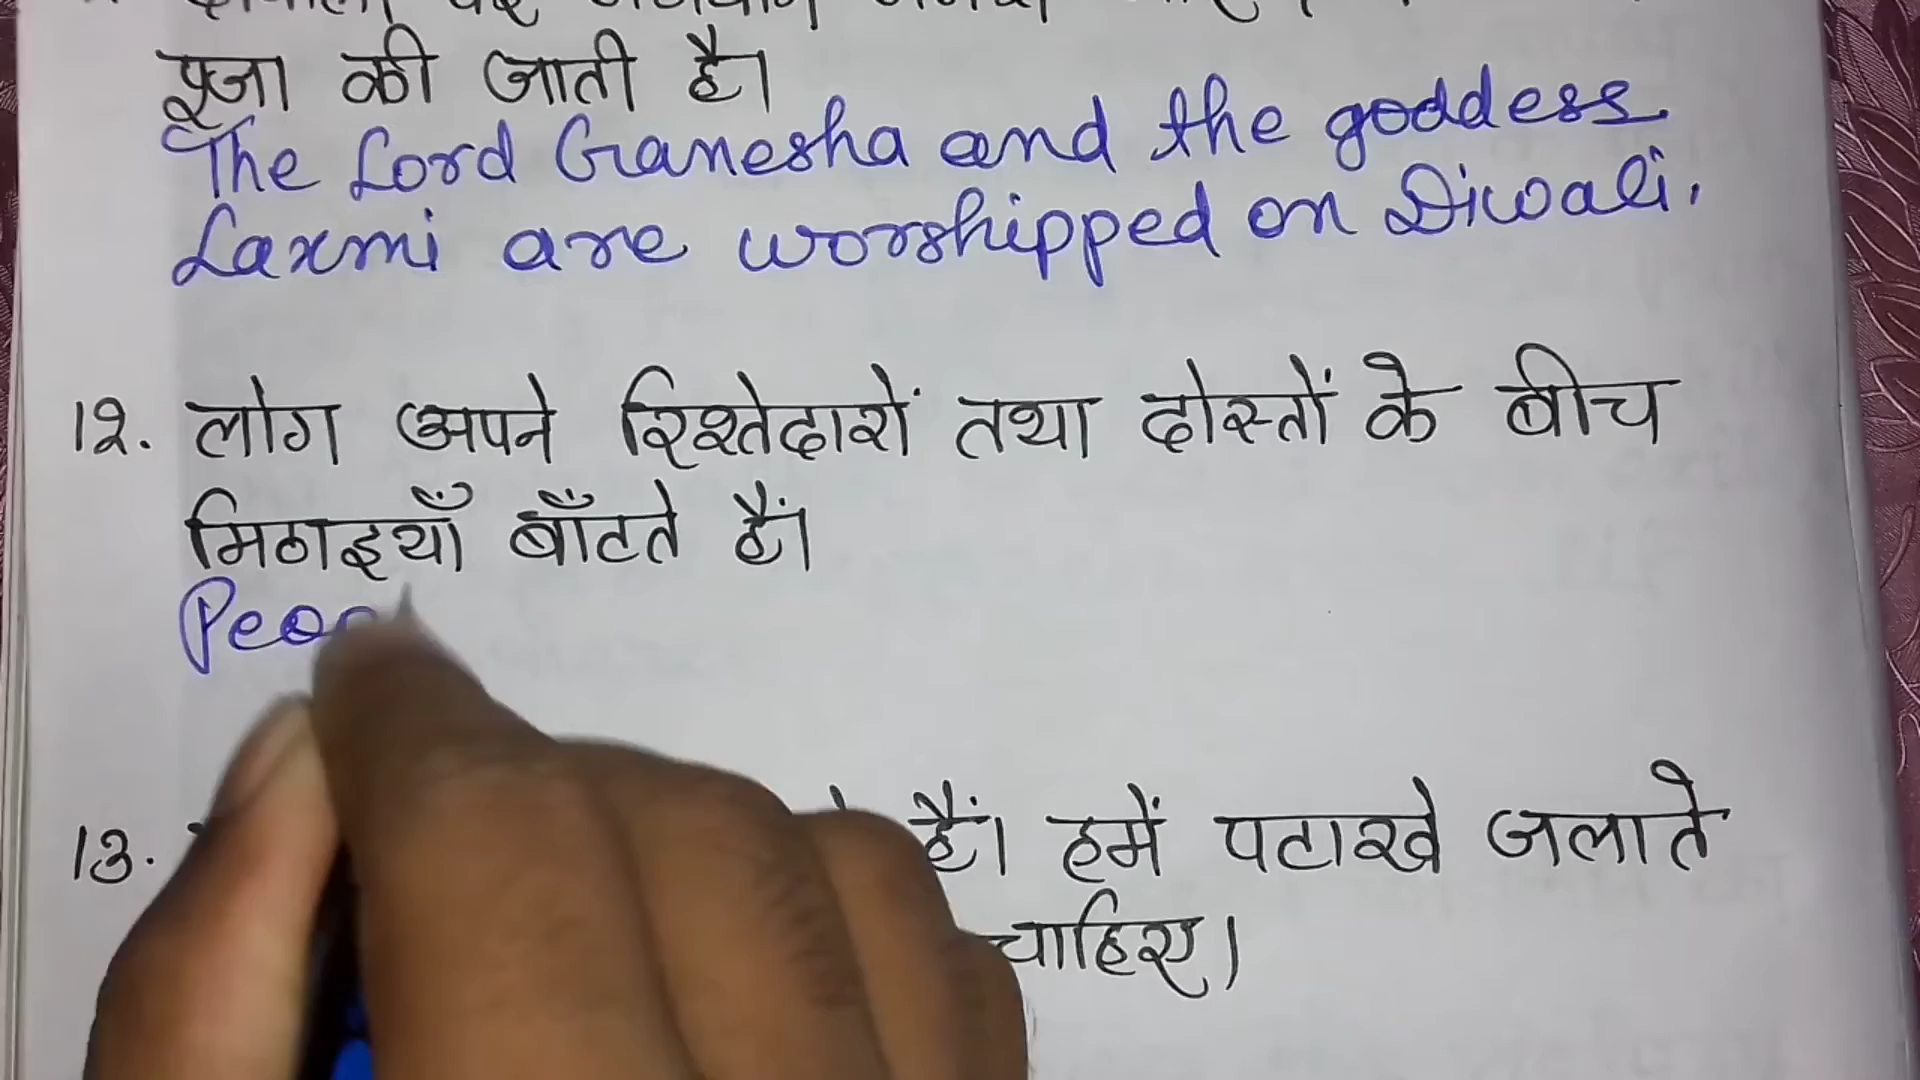 पूजा की जाती है।
The Lord Ganesha and the goddess
Laxmi are worshipped on Diwali.
12. लोग अपने रिश्तेदारों तथा दोस्तों के बीच
मिठाइयाँ बाँटते हैं।
13. हैं। हमें पटाखे जलाते
चाहिए।